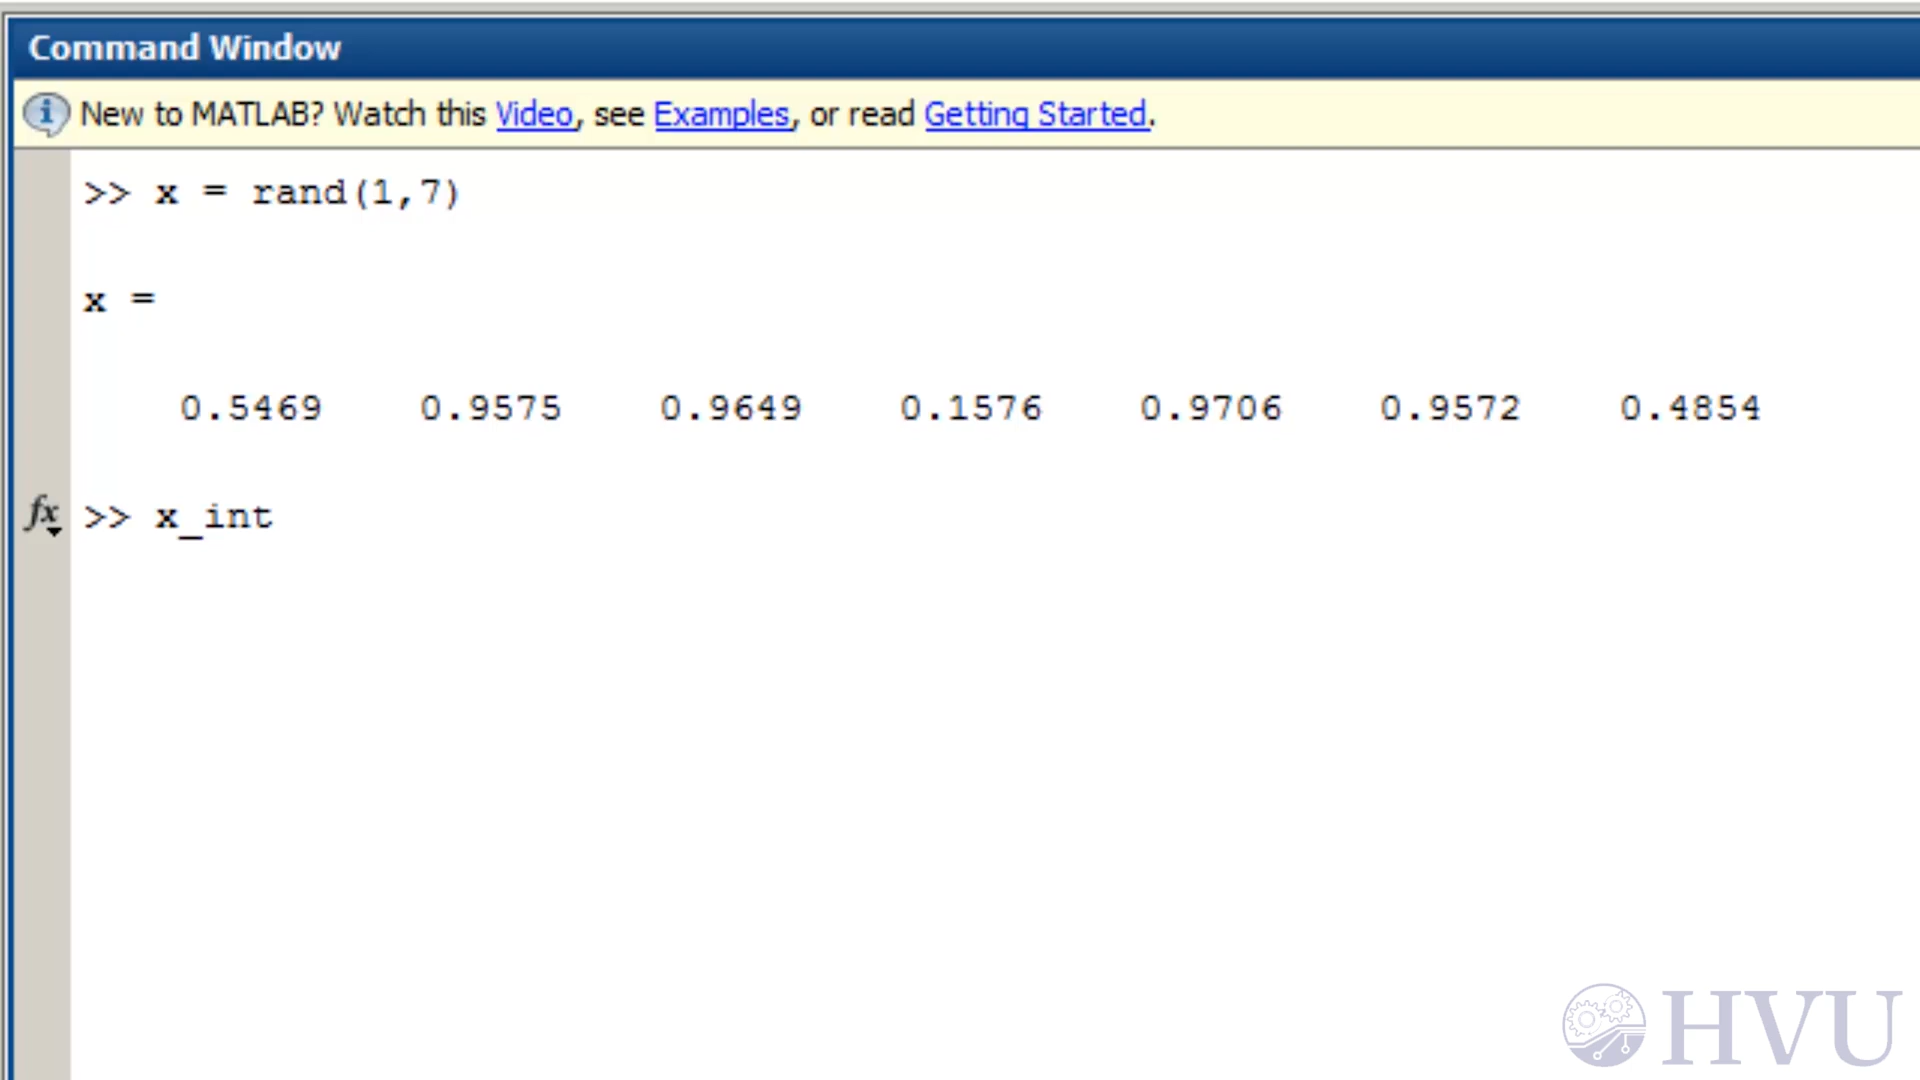 Command Window
New to MATLAB? Watch this Video, see Examples, or read Getting Started.
>> x = rand(1,7)
x =
0.5469 0.9575 0.9649 0.1576 0.9706 0.9572 0.4854
fx >> x_int
HVU